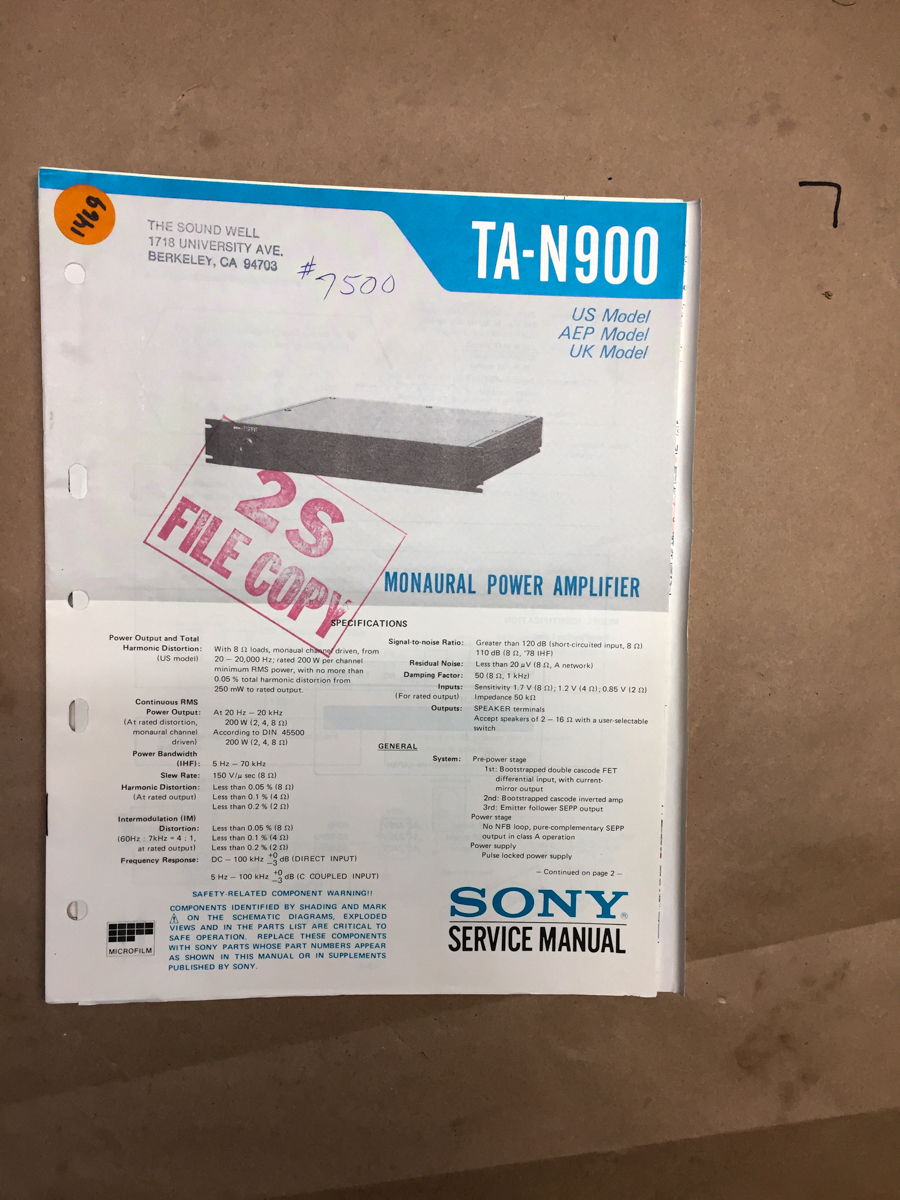 1469
THE SOUND WELL
1718 UNIVERSITY AVE.
BERKELEY, CA 94703
#7500
TA-N900
US Model
AEP Model
UK Model
2S
FILE COPY
MONAURAL POWER AMPLIFIER
SPECIFICATIONS
Power Output and Total
Harmonic Distortion: With 8 Ω loads, monaual channel driven, from
(US model) 20 – 20,000 Hz; rated 200 W per channel
minimum RMS power, with no more than
0.05 % total harmonic distortion from
250 mW to rated output.
Continuous RMS
Power Output: At 20 Hz – 20 kHz
(At rated distortion, 200 W (2, 4, 8 Ω)
monaural channel According to DIN 45500
driven) 200 W (2, 4, 8 Ω)
Power Bandwidth
(IHF): 5 Hz – 70 kHz
Slew Rate: 150 V/μ sec (8 Ω)
Harmonic Distortion: Less than 0.05 % (8 Ω)
(At rated output) Less than 0.1 % (4 Ω)
Less than 0.2 % (2 Ω)
Intermodulation (IM)
Distortion: Less than 0.05 % (8 Ω)
(60Hz : 7kHz = 4 : 1, Less than 0.1 % (4 Ω)
at rated output) Less than 0.2 % (2 Ω)
Frequency Response: DC – 100 kHz +0 −3 dB (DIRECT INPUT)
5 Hz – 100 kHz +0 −3 dB (C COUPLED INPUT)
Signal-to-noise Ratio: Greater than 120 dB (short-circuited input, 8 Ω)
110 dB (8 Ω, '78 IHF)
Residual Noise: Less than 20 μV (8 Ω, A network)
Damping Factor: 50 (8 Ω, 1 kHz)
Inputs: Sensitivity 1.7 V (8 Ω); 1.2 V (4 Ω); 0.85 V (2 Ω)
(For rated output) Impedance 50 kΩ
Outputs: SPEAKER terminals
Accept speakers of 2 – 16 Ω with a user-selectable
switch
GENERAL
System: Pre-power stage
1st: Bootstrapped double cascode FET
differential input, with current-
mirror output
2nd: Bootstrapped cascode inverted amp
3rd: Emitter follower SEPP output
Power stage
No NFB loop, pure-complementary SEPP
output in class A operation
Power supply
Pulse locked power supply
– Continued on page 2 –
SAFETY-RELATED COMPONENT WARNING!!
COMPONENTS IDENTIFIED BY SHADING AND MARK
⚠ ON THE SCHEMATIC DIAGRAMS, EXPLODED
VIEWS AND IN THE PARTS LIST ARE CRITICAL TO
SAFE OPERATION. REPLACE THESE COMPONENTS
WITH SONY PARTS WHOSE PART NUMBERS APPEAR
AS SHOWN IN THIS MANUAL OR IN SUPPLEMENTS
PUBLISHED BY SONY.
MICROFILM
SONY®
SERVICE MANUAL